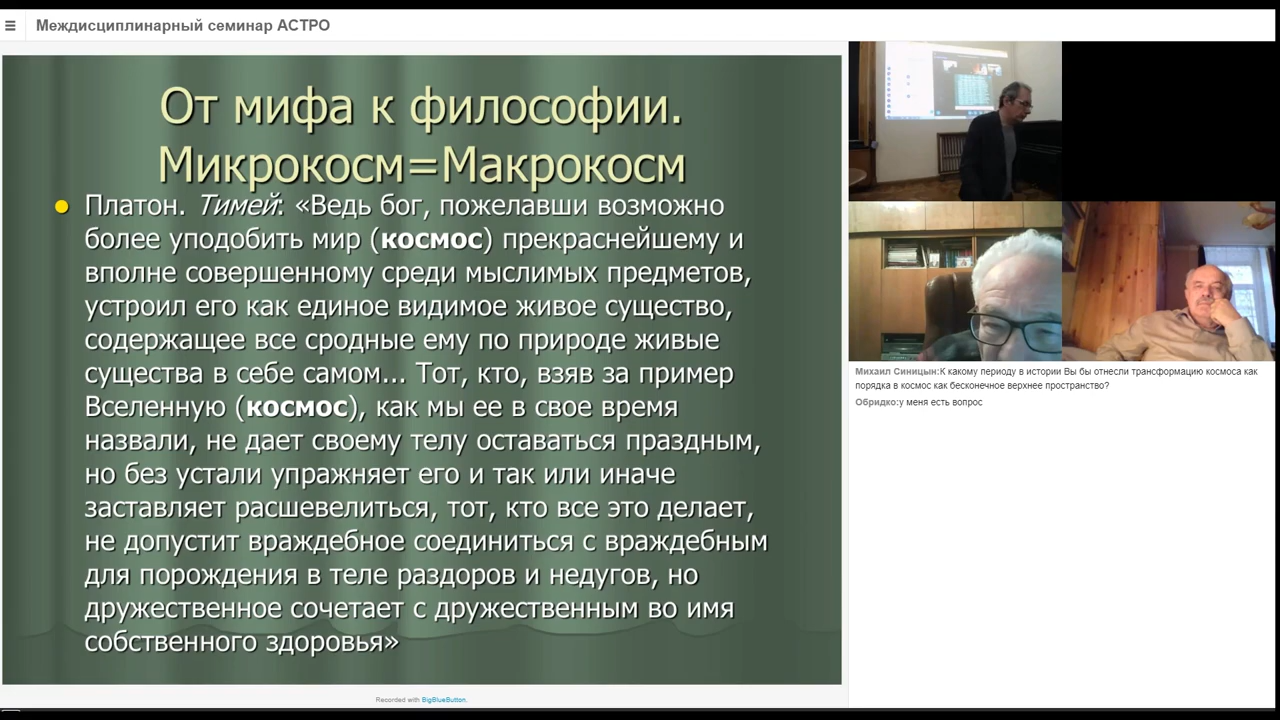 Междисциплинарный семинар АСТРО
От мифа к философии.
Микрокосм=Макрокосм
Платон. Тимей: «Ведь бог, пожелавши возможно
более уподобить мир (космос) прекраснейшему и
вполне совершенному среди мыслимых предметов,
устроил его как единое видимое живое существо,
содержащее все сродные ему по природе живые
существа в себе самом... Тот, кто, взяв за пример
Вселенную (космос), как мы ее в свое время
назвали, не дает своему телу оставаться праздным,
но без устали упражняет его и так или иначе
заставляет расшевелиться, тот, кто все это делает,
не допустит враждебное соединиться с враждебным
для порождения в теле раздоров и недугов, но
дружественное сочетает с дружественным во имя
собственного здоровья»
Михаил Синицын:К какому периоду в истории Вы бы отнесли трансформацию космоса как
порядка в космос как бесконечное верхнее пространство?
Обридко:у меня есть вопрос
Recorded with BigBlueButton.